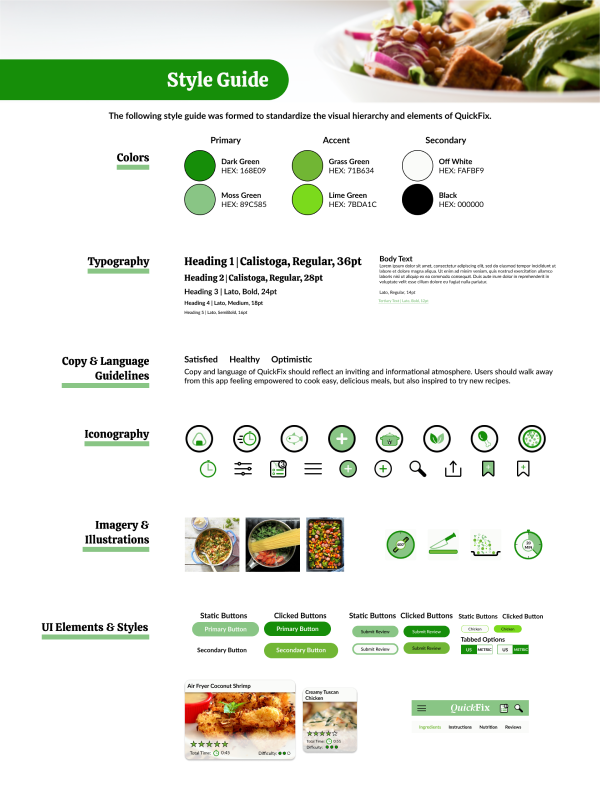 Style Guide
The following style guide was formed to standardize the visual hierarchy and elements of QuickFix.
Colors
Primary
Accent
Secondary
Dark Green
HEX: 168E09
Grass Green
HEX: 71B634
Off White
HEX: FAFBF9
Moss Green
HEX: 89C585
Lime Green
HEX: 7BDA1C
Black
HEX: 000000
Typography
Heading 1 | Calistoga, Regular, 36pt
Heading 2 | Calistoga, Regular, 28pt
Heading 3 | Lato, Bold, 24pt
Heading 4 | Lato, Medium, 18pt
Heading 5 | Lato, SemiBold, 16pt
Body Text
Lorem ipsum dolor sit amet, consectetur adipiscing elit, sed do eiusmod tempor incididunt ut
labore et dolore magna aliqua. Ut enim ad minim veniam, quis nostrud exercitation ullamco
laboris nisi ut aliquip ex ea commodo consequat. Duis aute irure dolor in reprehenderit in
voluptate velit esse cillum dolore eu fugiat nulla pariatur.
Lato, Regular, 14pt
Copy & Language
Guidelines
Satisfied Healthy Optimistic
Copy and language of QuickFix should reflect an inviting and informational atmosphere. Users should walk away
from this app feeling empowered to cook easy, delicious meals, but also inspired to try new recipes.
Iconography
Imagery &
Illustrations
20
MIN
UI Elements & Styles
Static Buttons
Clicked Buttons
Primary Button
Primary Button
Secondary Button
Secondary Button
Static Buttons
Clicked Buttons
Submit Review
Submit Review
Submit Review
Submit Review
Static Buttons
Clicked Button
Chicken
Chicken
Tabbed Options
US METRIC
US METRIC
Air Fryer Coconut Shrimp
Total Time: 0:45
Difficulty:
Creamy Tuscan
Chicken
Total Time:
Difficulty:
QuickFix
Ingredients Instructions Nutrition Reviews